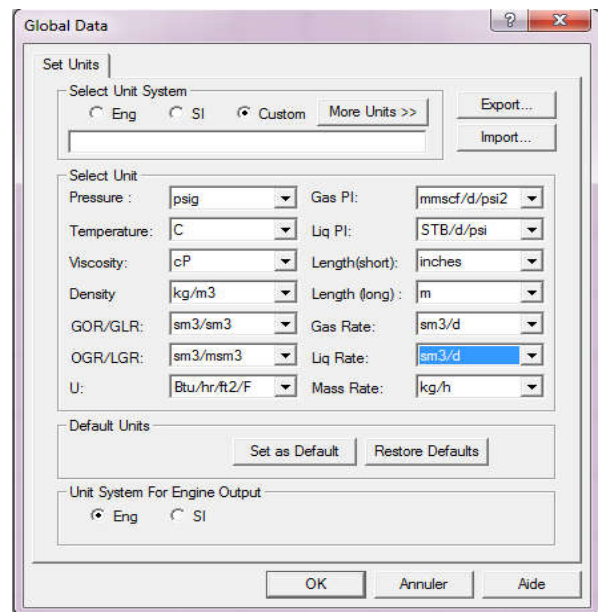 Global Data
Set Units
Select Unit System
Eng SI Custom More Units >> Export...
Import...
Select Unit
Pressure : psig Gas PI: mmscf/d/psi2
Temperature: C Liq PI: STB/d/psi
Viscosity: cP Length(short): inches
Density kg/m3 Length (long) : m
GOR/GLR: sm3/sm3 Gas Rate: sm3/d
OGR/LGR: sm3/msm3 Liq Rate: sm3/d
U: Btu/hr/ft2/F Mass Rate: kg/h
Default Units
Set as Default Restore Defaults
Unit System For Engine Output
Eng SI
OK Annuler Aide